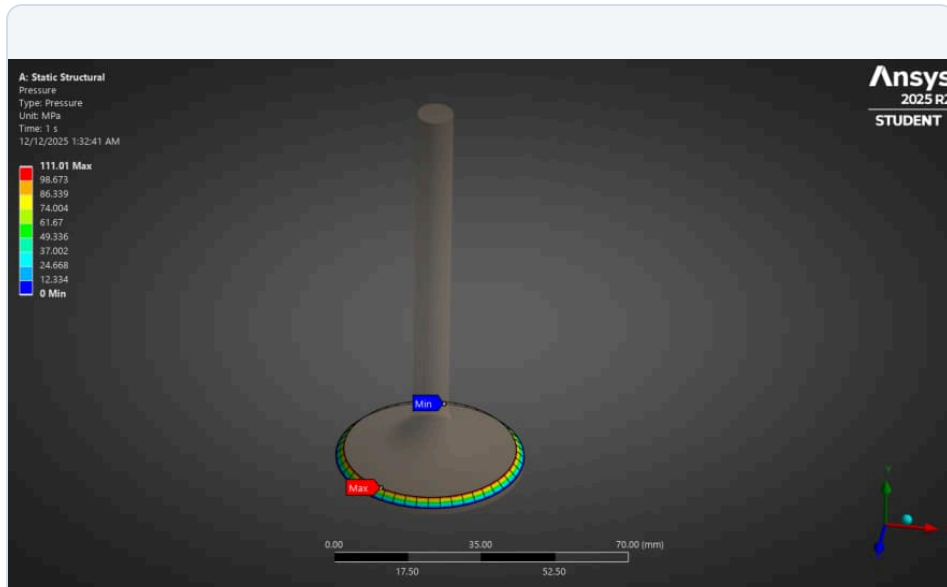 A: Static Structural
Pressure
Type: Pressure
Unit: MPa
Time: 1 s
12/12/2025 1:32:41 AM
111.01 Max
98.673
86.339
74.004
61.67
49.336
37.002
24.668
12.334
0 Min
Ansys
2025 R
STUDENT
Min
Max
0.00 35.00 70.00 (mm)
17.50 52.50
Y